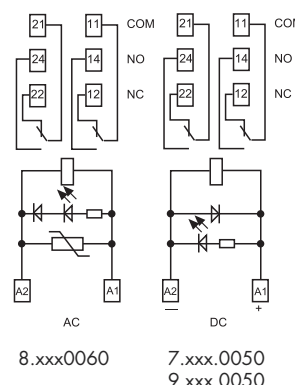 21 11 COM 21 11 COM
24 14 NO 24 14 NO
22 12 NC 22 12 NC
A2 A1 A2 A1
— +
AC DC
8.xxx0060 7.xxx.0050
9.xxx.0050